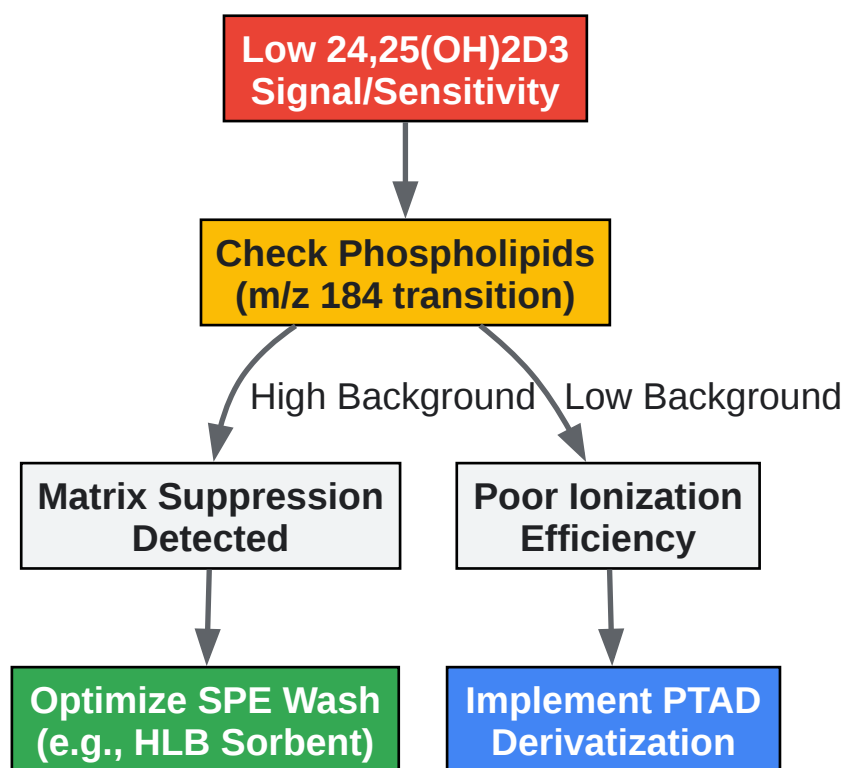 Low 24,25(OH)2D3
Signal/Sensitivity
Check Phospholipids
(m/z 184 transition)
High Background
Low Background
Matrix Suppression
Detected
Poor Ionization
Efficiency
Optimize SPE Wash
(e.g., HLB Sorbent)
Implement PTAD
Derivatization